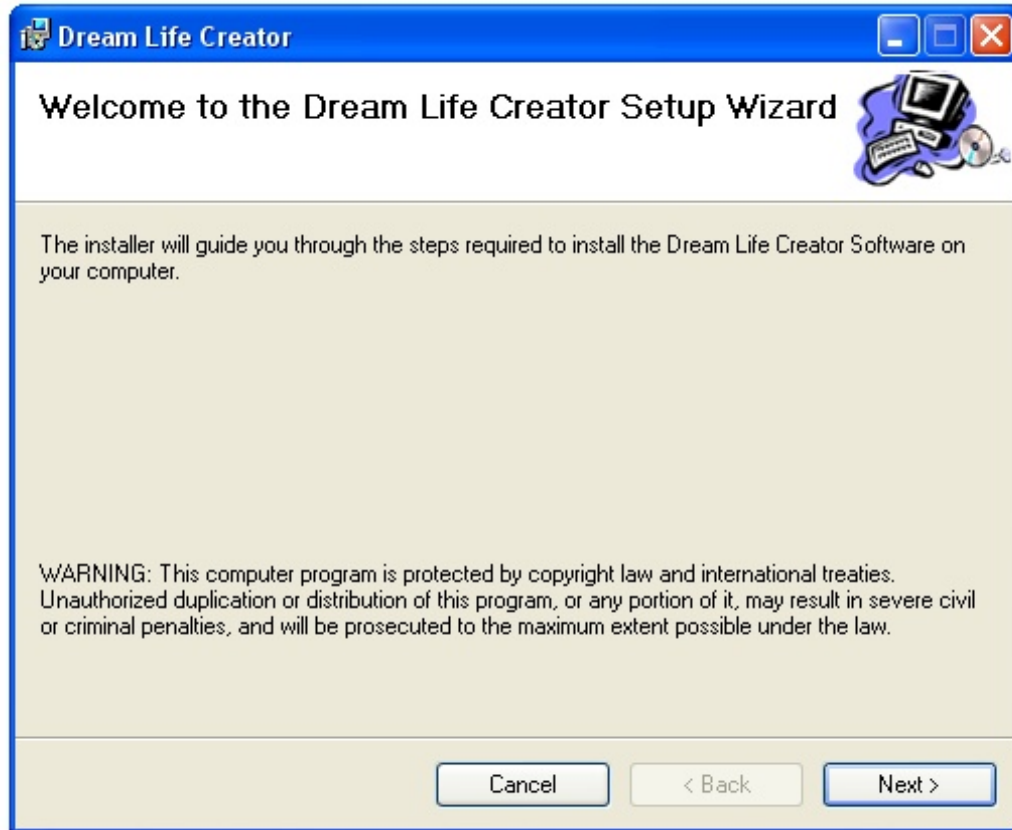 Dream Life Creator
Welcome to the Dream Life Creator Setup Wizard
The installer will guide you through the steps required to install the Dream Life Creator Software on
your computer.
WARNING: This computer program is protected by copyright law and international treaties.
Unauthorized duplication or distribution of this program, or any portion of it, may result in severe civil
or criminal penalties, and will be prosecuted to the maximum extent possible under the law.
Cancel
< Back
Next >